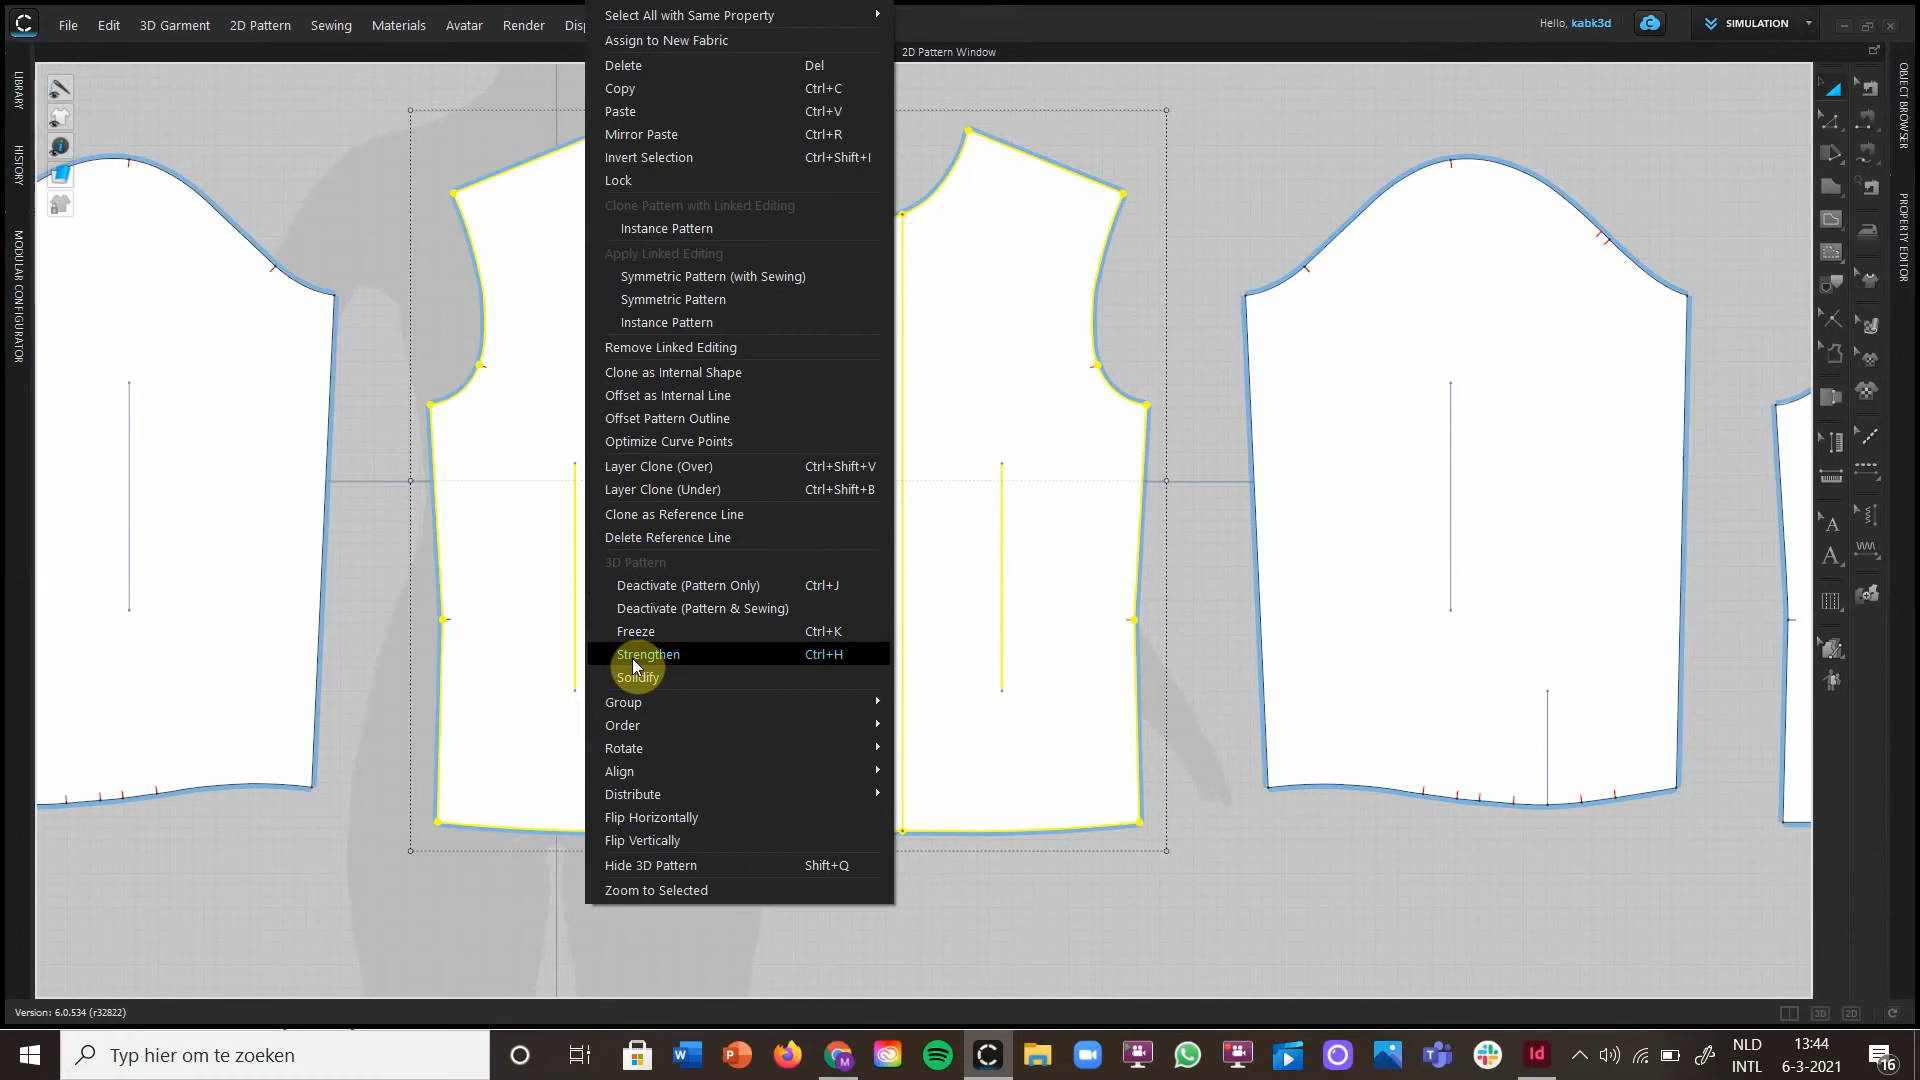 File Edit 3D Garment 2D Pattern Sewing Materials Avatar Render Disp
Hello, kabk3d
SIMULATION
2D Pattern Window
LIBRARY
HISTORY
MODULAR CONFIGURATOR
OBJECT BROWSER
PROPERTY EDITOR
Select All with Same Property
Assign to New Fabric
Delete Del
Copy Ctrl+C
Paste Ctrl+V
Mirror Paste Ctrl+R
Invert Selection Ctrl+Shift+I
Lock
Clone Pattern with Linked Editing
Instance Pattern
Apply Linked Editing
Symmetric Pattern (with Sewing)
Symmetric Pattern
Instance Pattern
Remove Linked Editing
Clone as Internal Shape
Offset as Internal Line
Offset Pattern Outline
Optimize Curve Points
Layer Clone (Over) Ctrl+Shift+V
Layer Clone (Under) Ctrl+Shift+B
Clone as Reference Line
Delete Reference Line
3D Pattern
Deactivate (Pattern Only) Ctrl+J
Deactivate (Pattern & Sewing)
Freeze Ctrl+K
Strengthen Ctrl+H
Solidify
Group
Order
Rotate
Align
Distribute
Flip Horizontally
Flip Vertically
Hide 3D Pattern Shift+Q
Zoom to Selected
Version: 6.0.534 (r32822)
3D 2D
Typ hier om te zoeken
NLD
INTL
13:44
6-3-2021
16